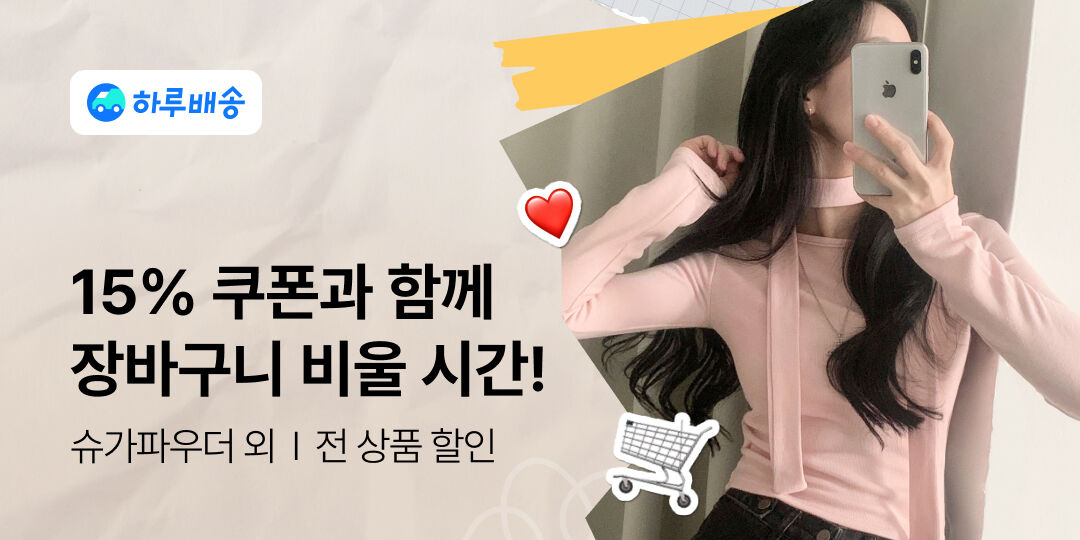 하루배송
15% 쿠폰과 함께
장바구니 비울 시간!
슈가파우더 외 | 전 상품 할인